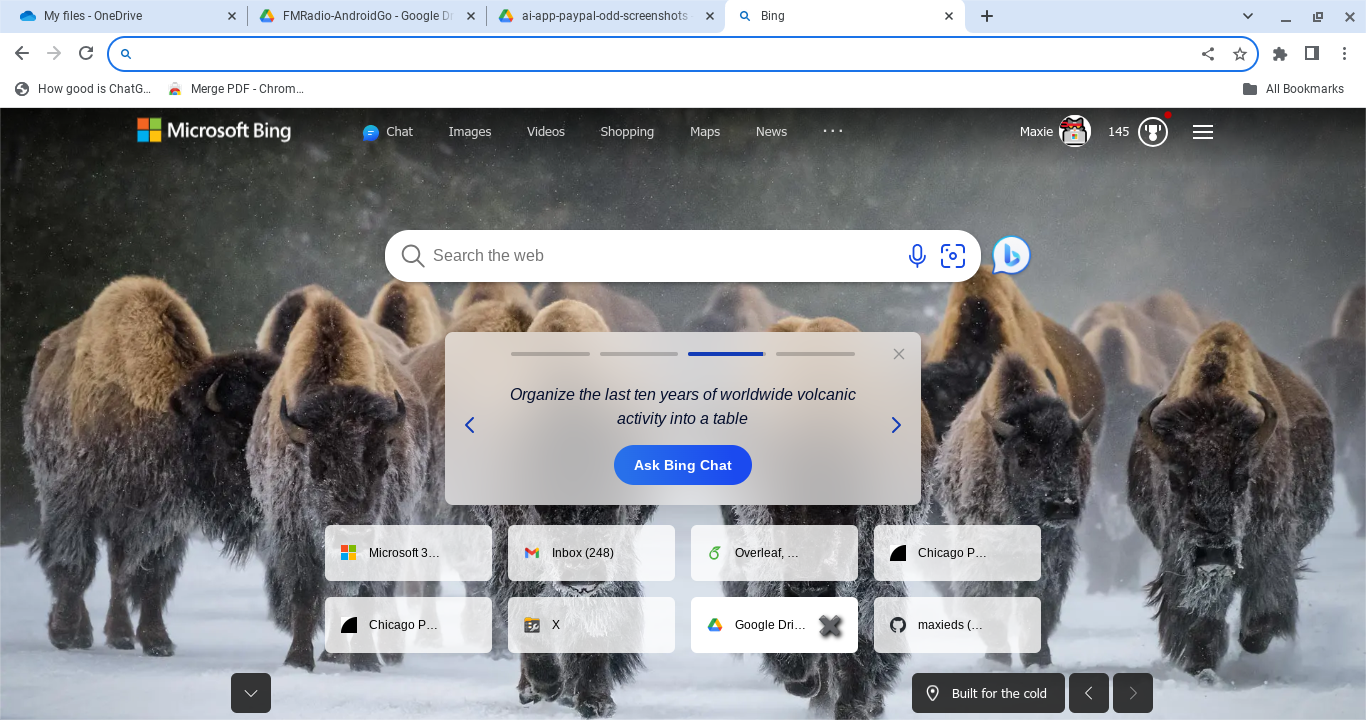 My files - OneDrive
FMRadio-AndroidGo - Google Dr
ai-app-paypal-odd-screenshots -
Bing
How good is ChatG...
Merge PDF - Chrom...
All Bookmarks
Microsoft Bing
Chat
Images
Videos
Shopping
Maps
News
Maxie
145
Search the web
Organize the last ten years of worldwide volcanic
activity into a table
Ask Bing Chat
Microsoft 3...
Inbox (248)
Overleaf, ...
Chicago P...
Chicago P...
X
Google Dri...
maxieds (...
Built for the cold